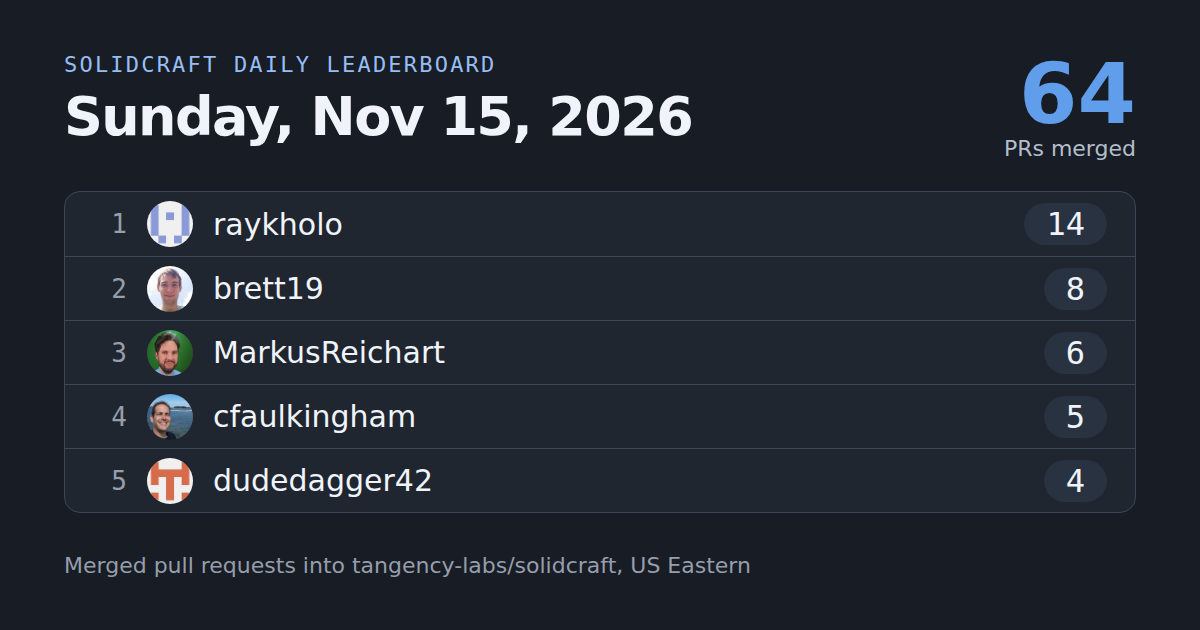 SOLIDCRAFT DAILY LEADERBOARD
Sunday, Nov 15, 2026
64
PRs merged
1 raykholo 14
2 brett19 8
3 MarkusReichart 6
4 cfaulkingham 5
5 dudedagger42 4
Merged pull requests into tangency-labs/solidcraft, US Eastern